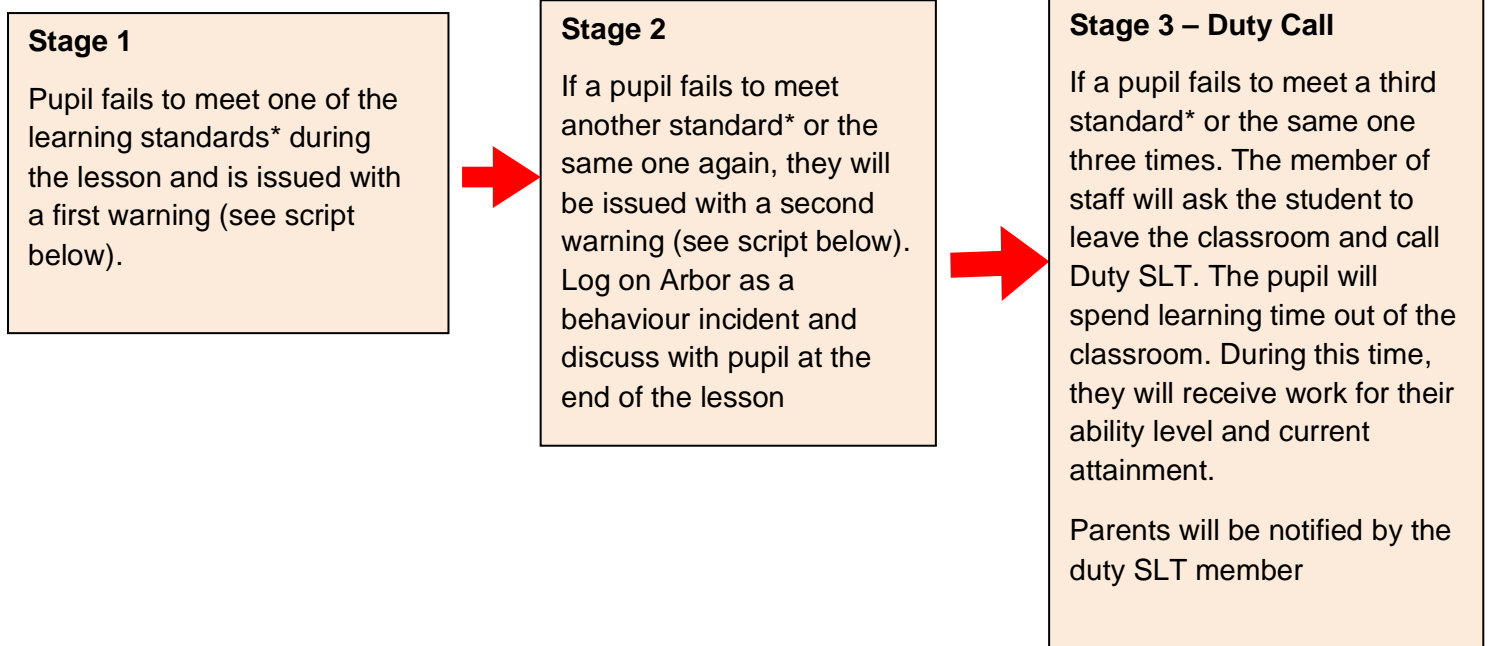 Stage 1
Pupil fails to meet one of the
learning standards* during
the lesson and is issued with
a first warning (see script
below).
Stage 2
If a pupil fails to meet
another standard* or the
same one again, they will
be issued with a second
warning (see script below).
Log on Arbor as a
behaviour incident and
discuss with pupil at the
end of the lesson
Stage 3 – Duty Call
If a pupil fails to meet a third
standard* or the same one
three times. The member of
staff will ask the student to
leave the classroom and call
Duty SLT. The pupil will
spend learning time out of the
classroom. During this time,
they will receive work for their
ability level and current
attainment.
Parents will be notified by the
duty SLT member